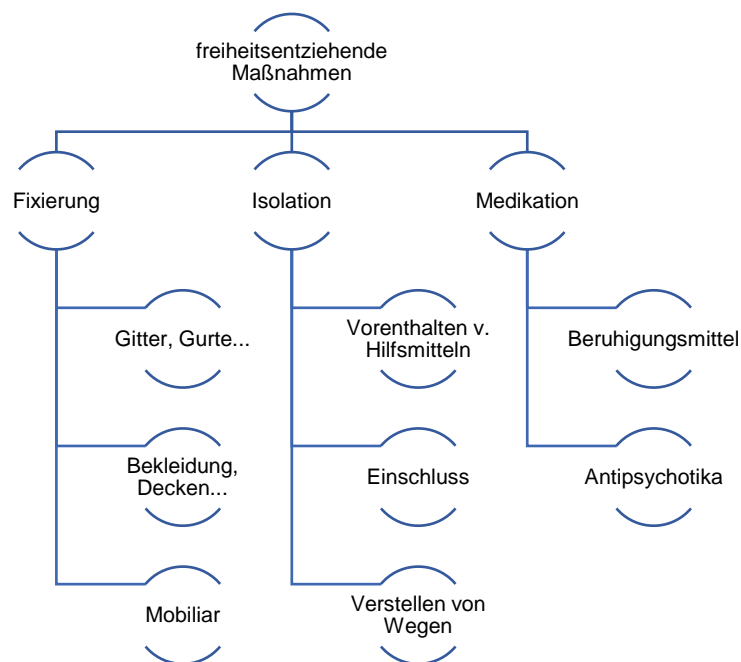 freiheitsentziehende
Maßnahmen
Fixierung
Isolation
Medikation
Gitter, Gurte...
Vorenthalten v.
Hilfsmitteln
Beruhigungsmittel
Bekleidung,
Decken...
Einschluss
Antipsychotika
Mobiliar
Verstellen von
Wegen